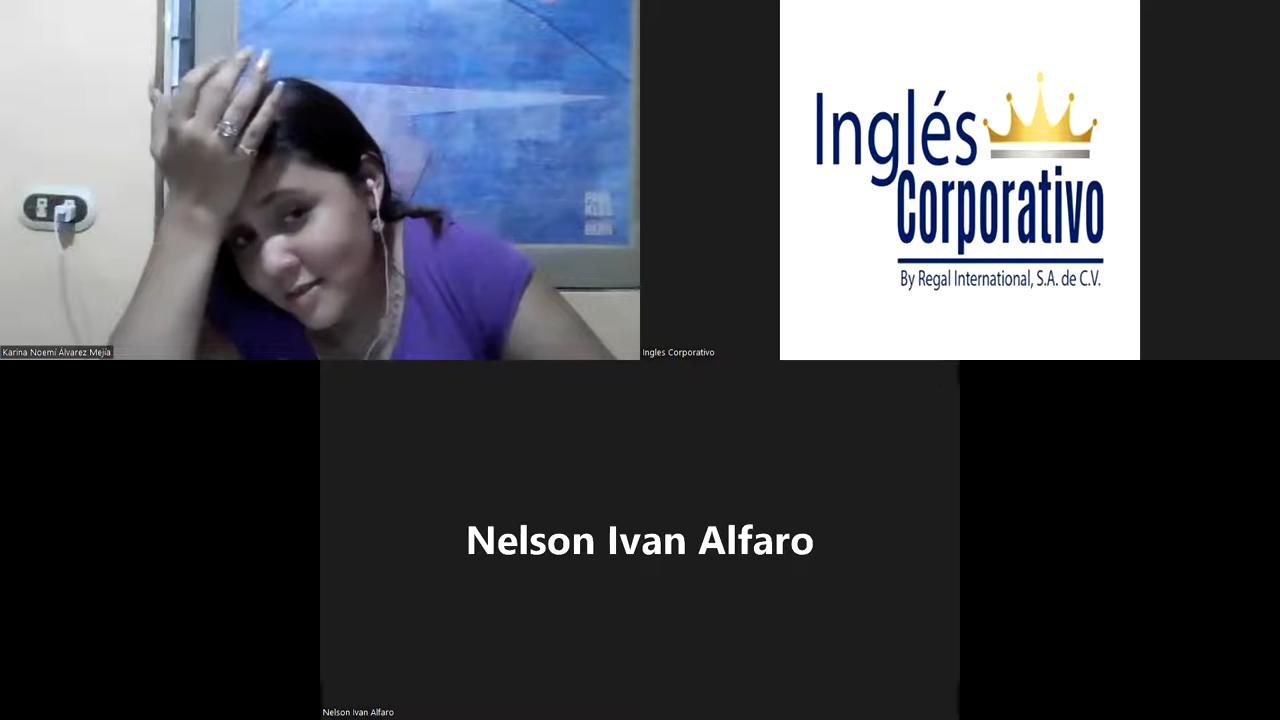 Inglés
Corporativo
By Regal International, S.A. de C.V.
Karina Noemí Álvarez Mejía
Ingles Corporativo
Nelson Ivan Alfaro
Nelson Ivan Alfaro